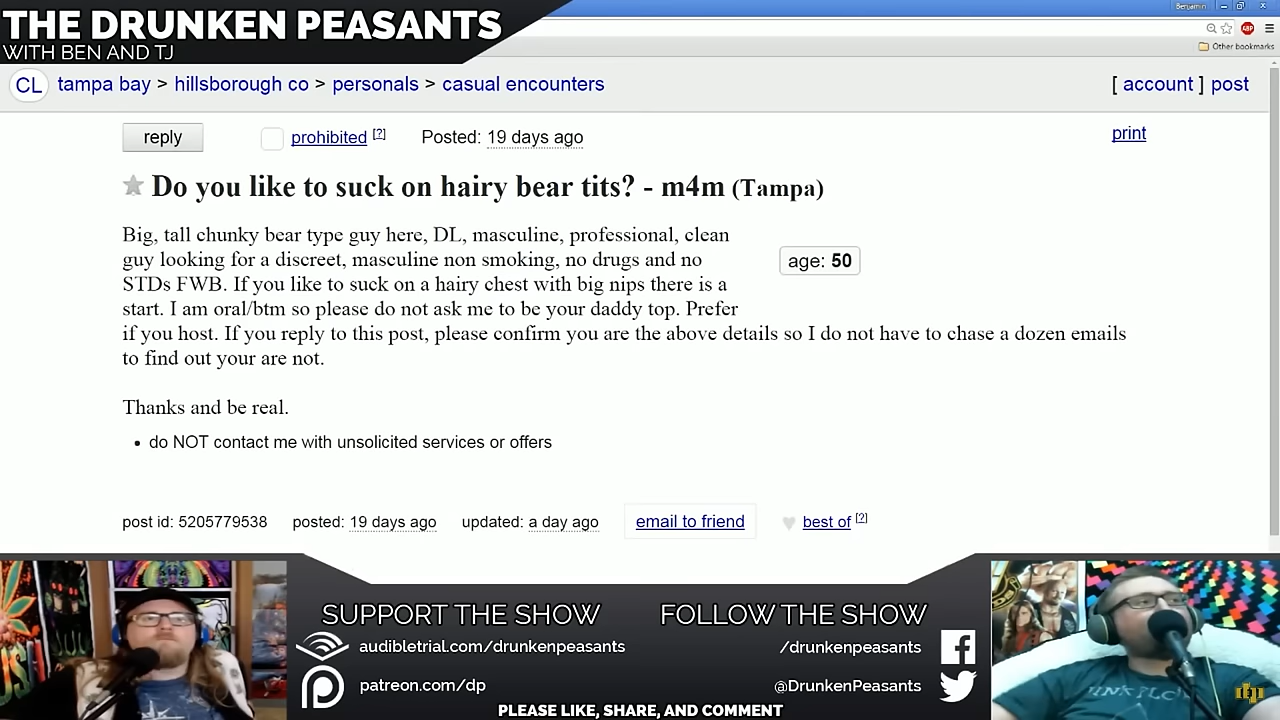 THE DRUNKEN PEASANTS
WITH BEN AND TJ
Benjamin
ABP
Other bookmarks
CL tampa bay > hillsborough co > personals > casual encounters [ account ] post
reply prohibited [?] Posted: 19 days ago print
Do you like to suck on hairy bear tits? - m4m (Tampa)
Big, tall chunky bear type guy here, DL, masculine, professional, clean
guy looking for a discreet, masculine non smoking, no drugs and no
age: 50
STDs FWB. If you like to suck on a hairy chest with big nips there is a
start. I am oral/btm so please do not ask me to be your daddy top. Prefer
if you host. If you reply to this post, please confirm you are the above details so I do not have to chase a dozen emails
to find out your are not.
Thanks and be real.
• do NOT contact me with unsolicited services or offers
post id: 5205779538 posted: 19 days ago updated: a day ago email to friend best of [?]
SUPPORT THE SHOW
audibletrial.com/drunkenpeasants
patreon.com/dp
FOLLOW THE SHOW
/drunkenpeasants
@DrunkenPeasants
PLEASE LIKE, SHARE, AND COMMENT